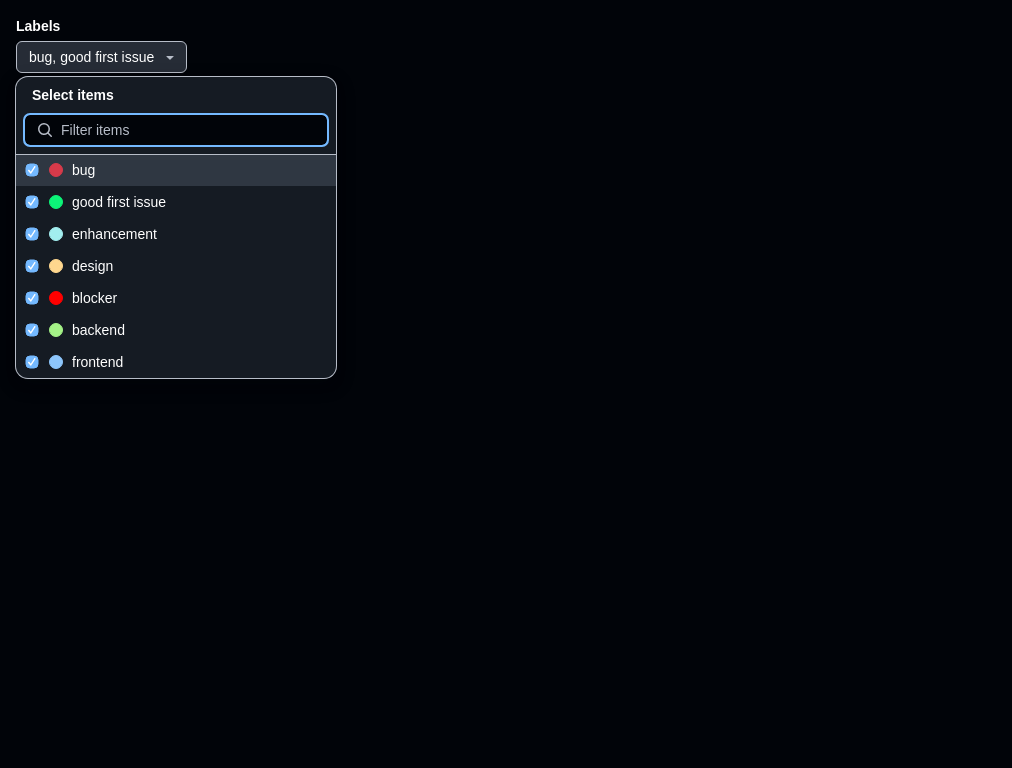 Labels
bug, good first issue
Select items
Filter items
bug
good first issue
enhancement
design
blocker
backend
frontend